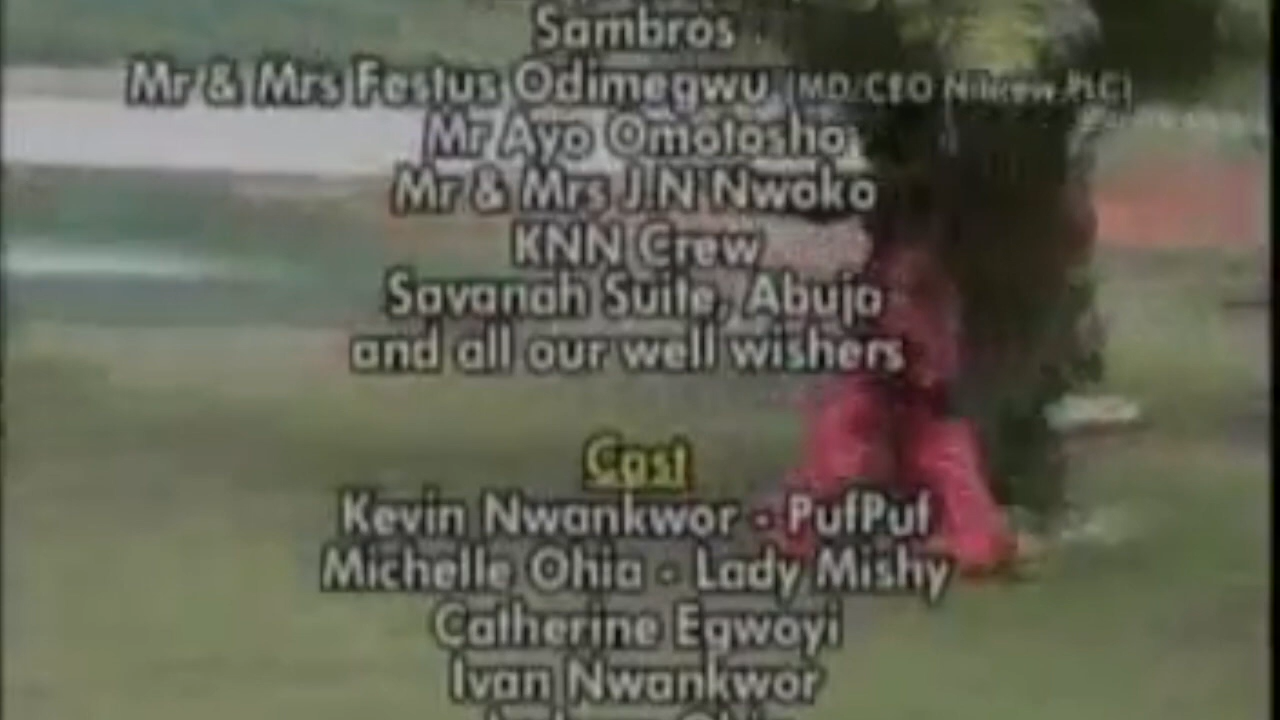 Sambros
Mr & Mrs Festus Odimegwu (MD/CEO PLC)
Mr Ayo Omotosho
Mr & Mrs J.N Nwoko
KNN Crew
Savanah Suite, Abuja
and all our well wishers
Cast
Kevin Nwankwor - PufPuf
Michelle Ohia - Lady Mishy
Catherine Egwoyi
Ivan Nwankwor